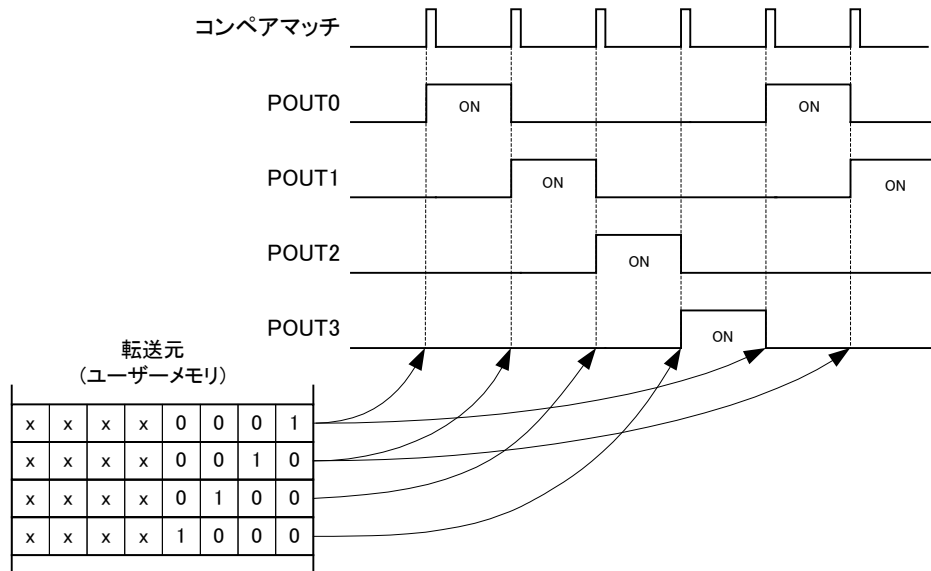 コンペアマッチ
POUT0
ON
ON
POUT1
ON
ON
POUT2
ON
POUT3
ON
転送元
(ユーザーメモリ)
x x x x 0 0 0 1
x x x x 0 0 1 0
x x x x 0 1 0 0
x x x x 1 0 0 0